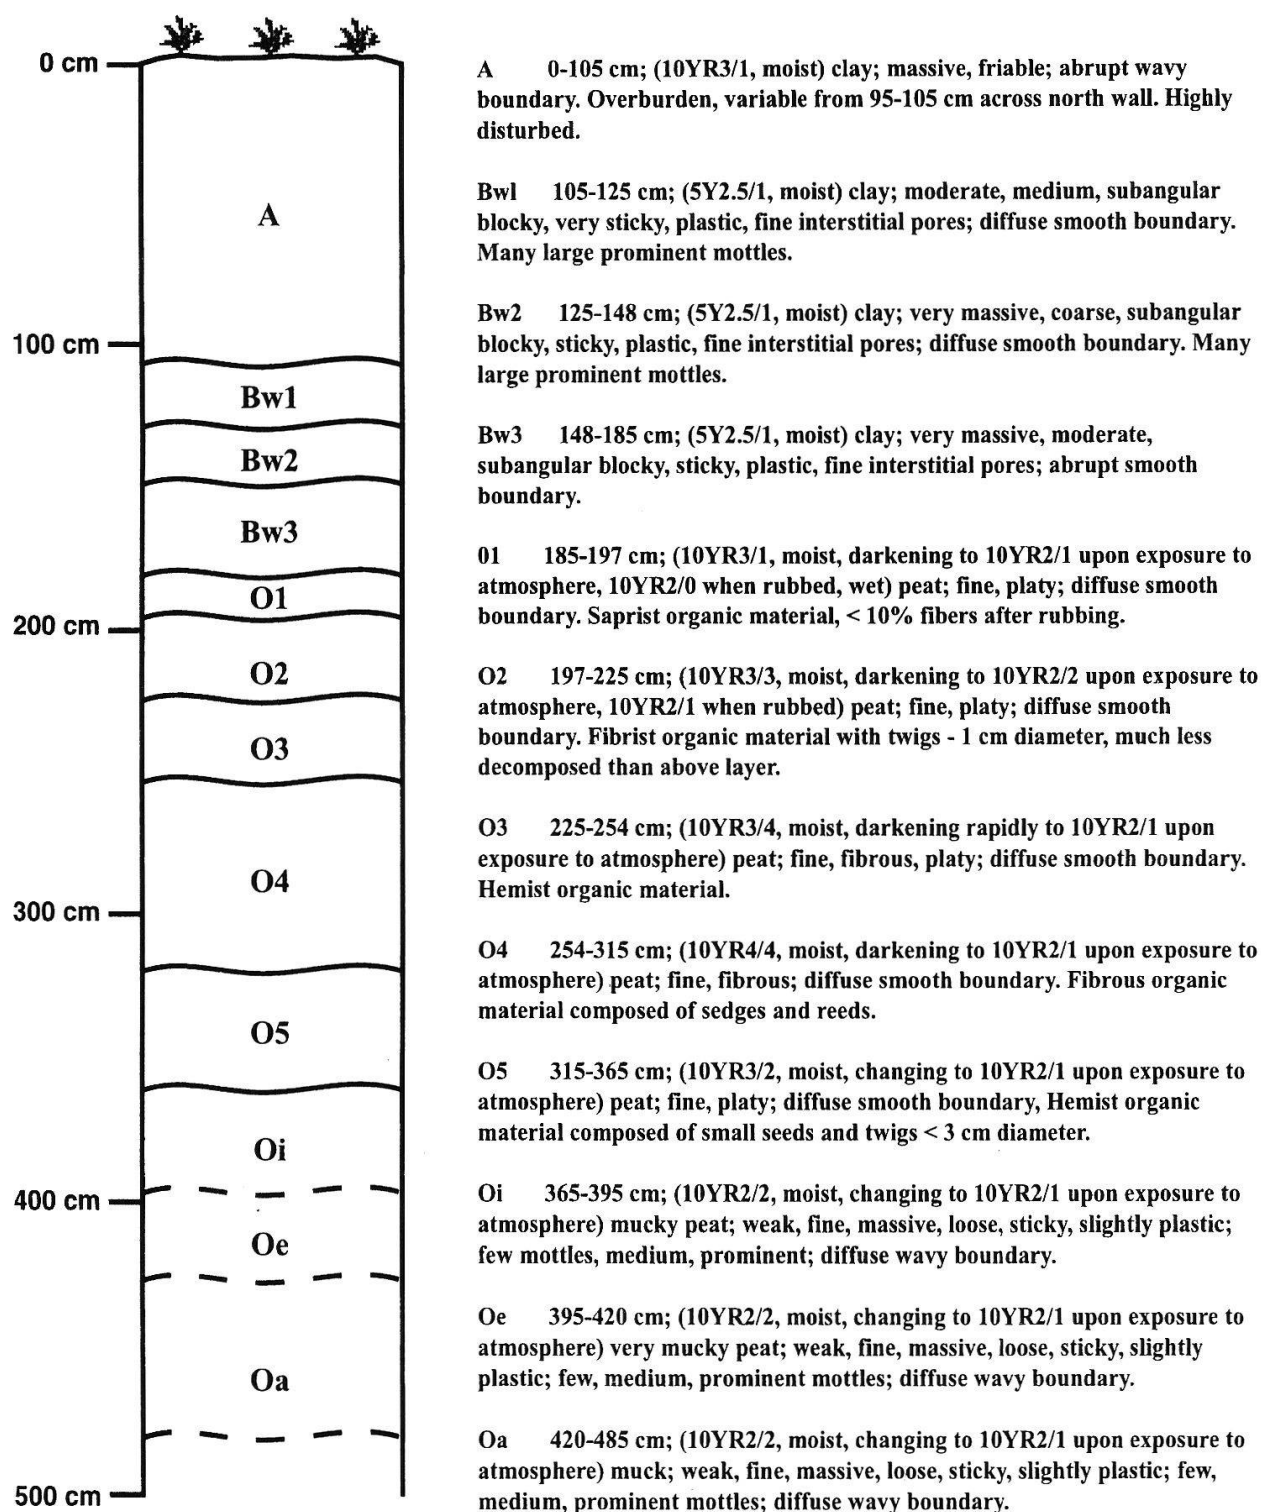 0 cm
100 cm
200 cm
300 cm
400 cm
500 cm
A
Bw1
Bw2
Bw3
O1
O2
O3
O4
O5
Oi
Oe
Oa
A 0-105 cm; (10YR3/1, moist) clay; massive, friable; abrupt wavy
boundary. Overburden, variable from 95-105 cm across north wall. Highly
disturbed.
Bwl 105-125 cm; (5Y2.5/1, moist) clay; moderate, medium, subangular
blocky, very sticky, plastic, fine interstitial pores; diffuse smooth boundary.
Many large prominent mottles.
Bw2 125-148 cm; (5Y2.5/1, moist) clay; very massive, coarse, subangular
blocky, sticky, plastic, fine interstitial pores; diffuse smooth boundary. Many
large prominent mottles.
Bw3 148-185 cm; (5Y2.5/1, moist) clay; very massive, moderate,
subangular blocky, sticky, plastic, fine interstitial pores; abrupt smooth
boundary.
01 185-197 cm; (10YR3/1, moist, darkening to 10YR2/1 upon exposure to
atmosphere, 10YR2/0 when rubbed, wet) peat; fine, platy; diffuse smooth
boundary. Saprist organic material, < 10% fibers after rubbing.
O2 197-225 cm; (10YR3/3, moist, darkening to 10YR2/2 upon exposure to
atmosphere, 10YR2/1 when rubbed) peat; fine, platy; diffuse smooth
boundary. Fibrist organic material with twigs - 1 cm diameter, much less
decomposed than above layer.
O3 225-254 cm; (10YR3/4, moist, darkening rapidly to 10YR2/1 upon
exposure to atmosphere) peat; fine, fibrous, platy; diffuse smooth boundary.
Hemist organic material.
O4 254-315 cm; (10YR4/4, moist, darkening to 10YR2/1 upon exposure to
atmosphere) peat; fine, fibrous; diffuse smooth boundary. Fibrous organic
material composed of sedges and reeds.
O5 315-365 cm; (10YR3/2, moist, changing to 10YR2/1 upon exposure to
atmosphere) peat; fine, platy; diffuse smooth boundary, Hemist organic
material composed of small seeds and twigs < 3 cm diameter.
Oi 365-395 cm; (10YR2/2, moist, changing to 10YR2/1 upon exposure to
atmosphere) mucky peat; weak, fine, massive, loose, sticky, slightly plastic;
few mottles, medium, prominent; diffuse wavy boundary.
Oe 395-420 cm; (10YR2/2, moist, changing to 10YR2/1 upon exposure to
atmosphere) very mucky peat; weak, fine, massive, loose, sticky, slightly
plastic; few, medium, prominent mottles; diffuse wavy boundary.
Oa 420-485 cm; (10YR2/2, moist, changing to 10YR2/1 upon exposure to
atmosphere) muck; weak, fine, massive, loose, sticky, slightly plastic; few,
medium, prominent mottles; diffuse wavy boundary.